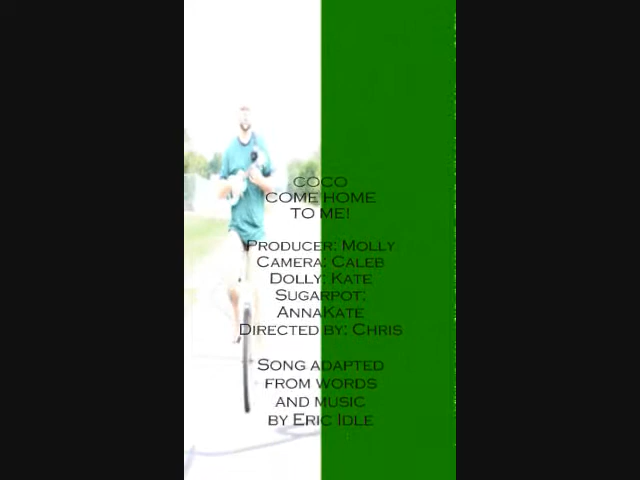 COCO
COME HOME
TO ME!
PRODUCER: MOLLY
CAMERA: CALEB
DOLLY: KATE
SUGARPOT:
ANNAKATE
DIRECTED BY: CHRIS
SONG ADAPTED
FROM WORDS
AND MUSIC
BY ERIC IDLE